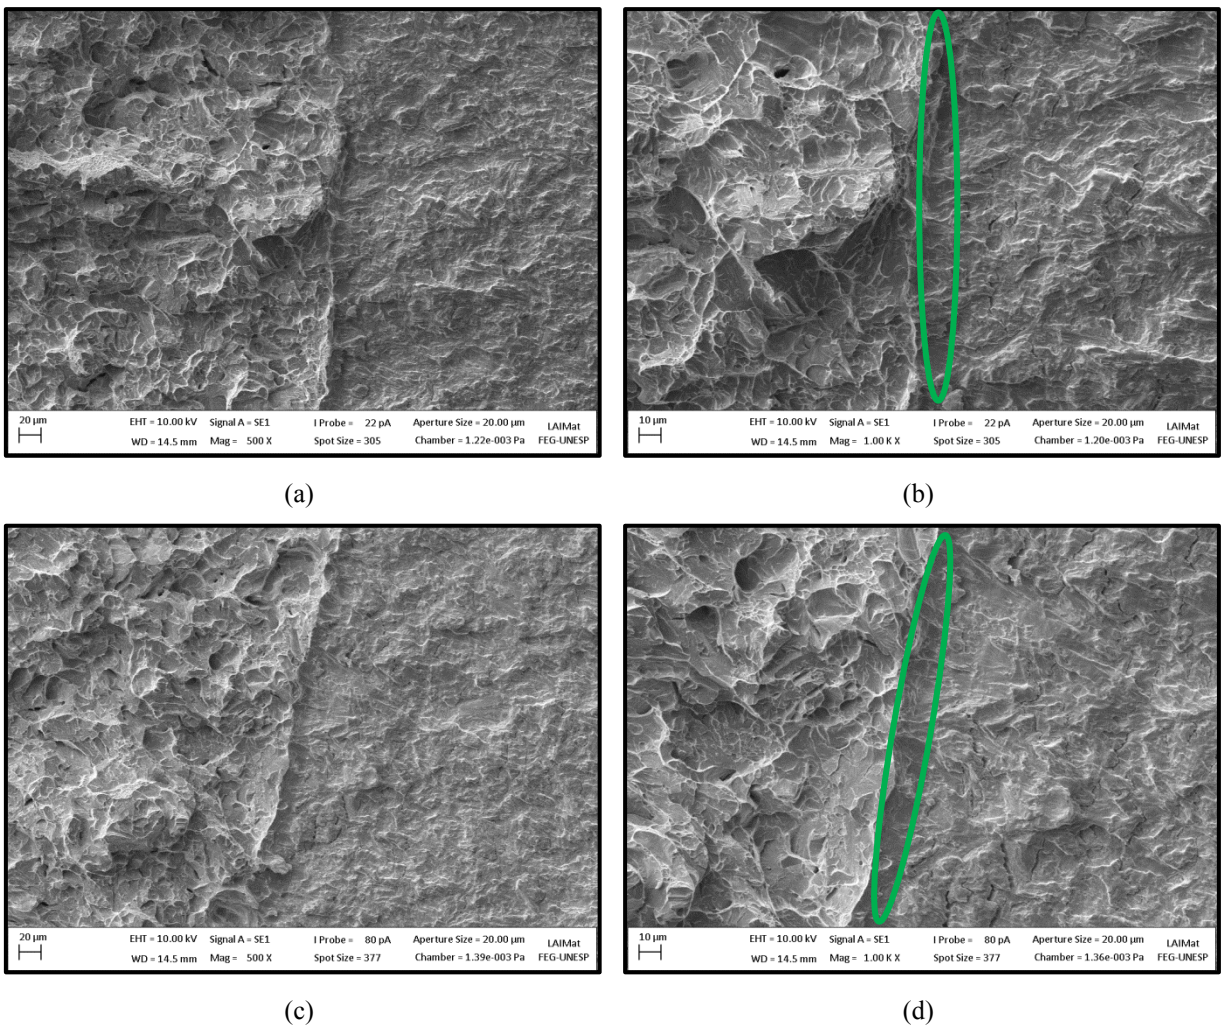 20 µm
EHT = 10.00 kV Signal A = SE1 I Probe = 22 pA Aperture Size = 20.00 µm LAIMat
WD = 14.5 mm Mag = 500 X Spot Size = 305 Chamber = 1.22e-003 Pa FEG-UNESP
10 µm
EHT = 10.00 kV Signal A = SE1 I Probe = 22 pA Aperture Size = 20.00 µm LAIMat
WD = 14.5 mm Mag = 1.00 K X Spot Size = 305 Chamber = 1.20e-003 Pa FEG-UNESP
(a)
(b)
20 µm
EHT = 10.00 kV Signal A = SE1 I Probe = 80 pA Aperture Size = 20.00 µm LAIMat
WD = 14.5 mm Mag = 500 X Spot Size = 377 Chamber = 1.39e-003 Pa FEG-UNESP
10 µm
EHT = 10.00 kV Signal A = SE1 I Probe = 80 pA Aperture Size = 20.00 µm LAIMat
WD = 14.5 mm Mag = 1.00 K X Spot Size = 377 Chamber = 1.36e-003 Pa FEG-UNESP
(c)
(d)